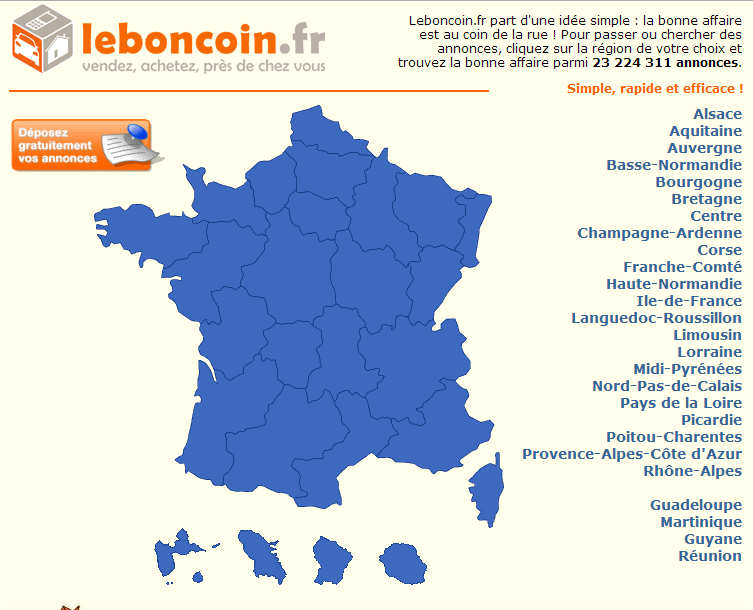 leboncoin.fr
vendez, achetez, près de chez vous
Leboncoin.fr part d'une idée simple : la bonne affaire
est au coin de la rue ! Pour passer ou chercher des
annonces, cliquez sur la région de votre choix et
trouvez la bonne affaire parmi 23 224 311 annonces.
Simple, rapide et efficace !
Déposez
gratuitement
vos annonces
Alsace
Aquitaine
Auvergne
Basse-Normandie
Bourgogne
Bretagne
Centre
Champagne-Ardenne
Corse
Franche-Comté
Haute-Normandie
Ile-de-France
Languedoc-Roussillon
Limousin
Lorraine
Midi-Pyrénées
Nord-Pas-de-Calais
Pays de la Loire
Picardie
Poitou-Charentes
Provence-Alpes-Côte d'Azur
Rhône-Alpes
Guadeloupe
Martinique
Guyane
Réunion